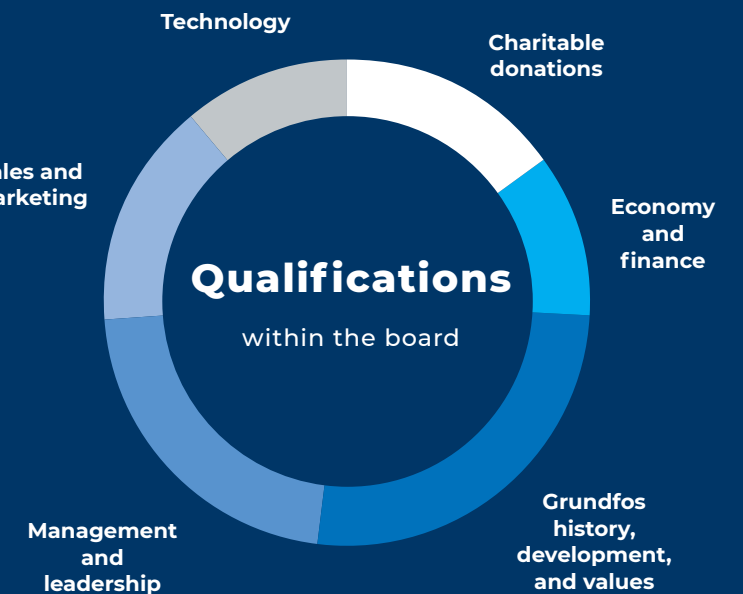 Technology
Charitable
donations
les and
arketing
Economy
and
finance
Qualifications
within the board
Grundfos
history,
development,
and values
Management
and
leadership